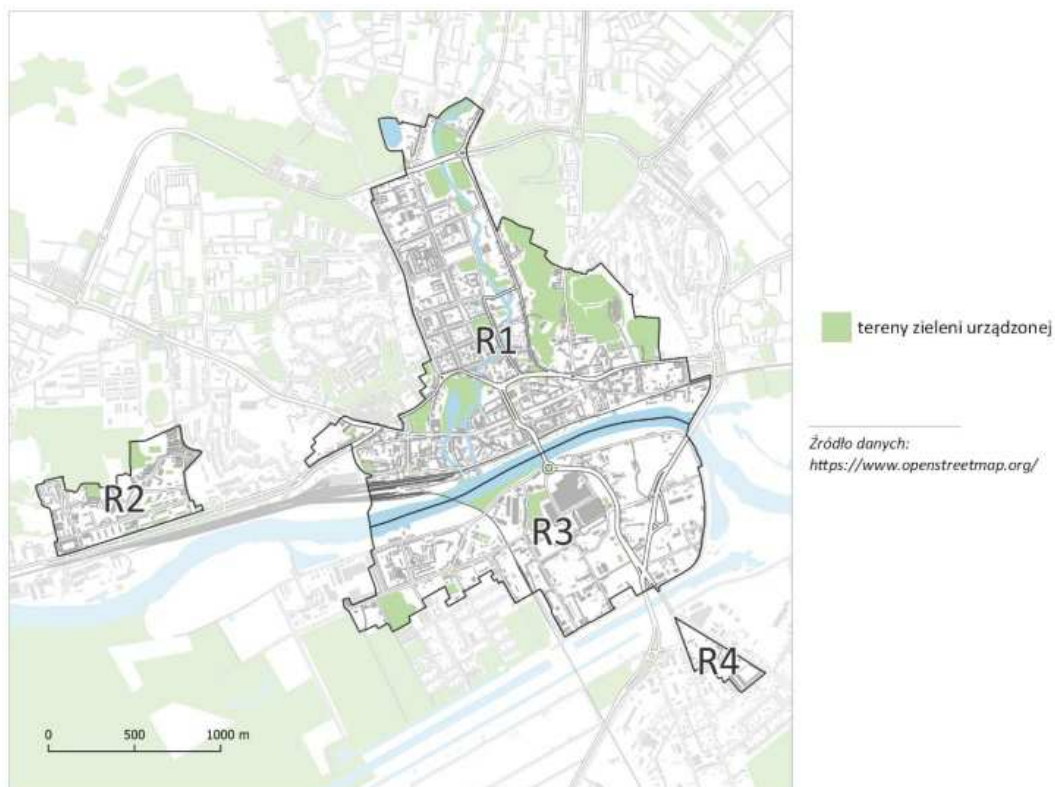 R1
R2
R3
R4
0 500 1000 m
tereny zieleni urządzonej
Źródło danych:
https://www.openstreetmap.org/